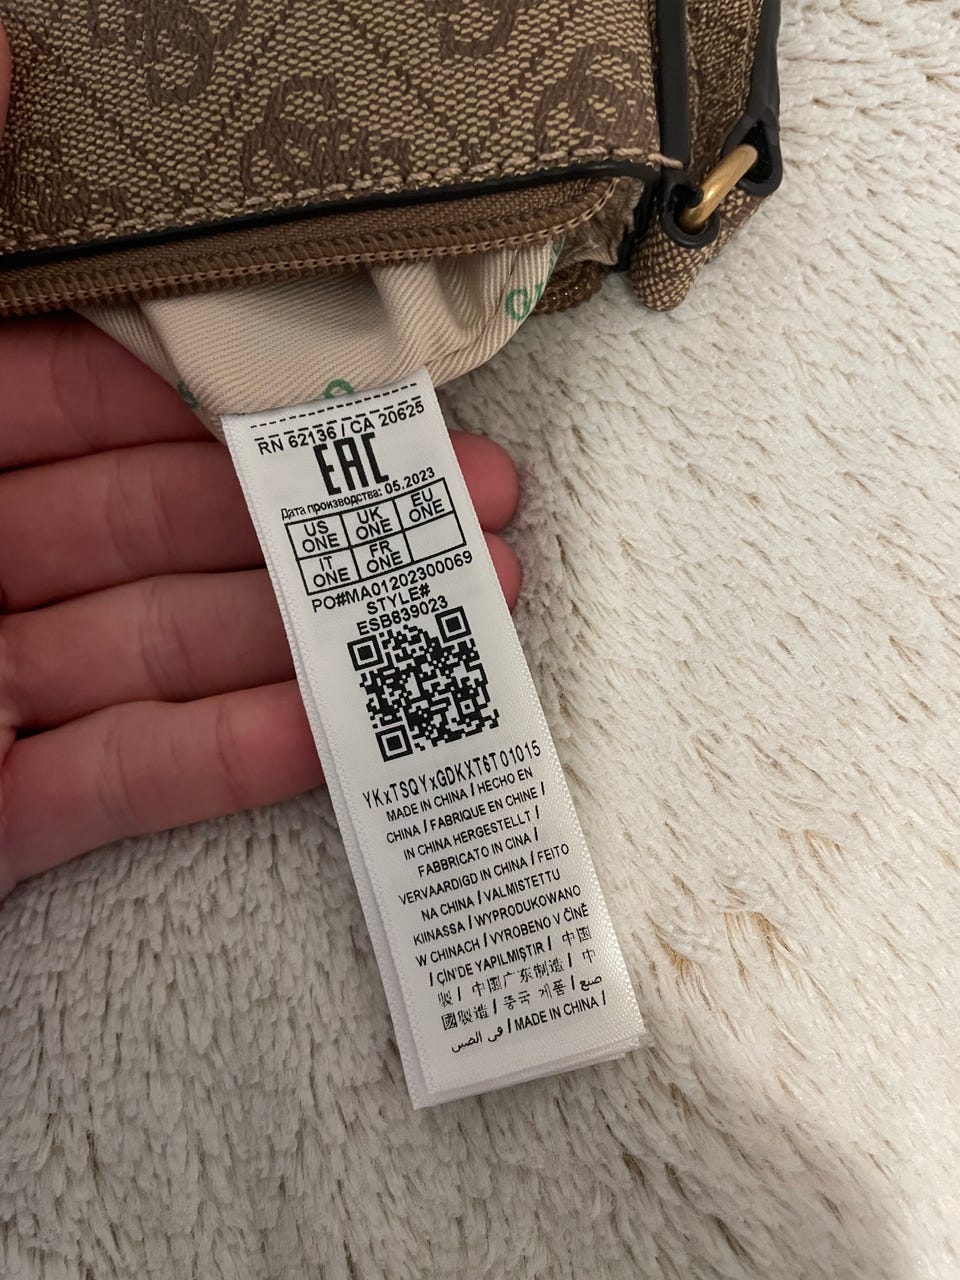 G
RN 62136 / CA 20625
EAC
Дата производства: 05.2023
US ONE UK ONE EU ONE
IT ONE FR ONE
PO#MA01202300069
STYLE#
ESB839023
YKxTSQYxGDKXT6T01015
MADE IN CHINA / HECHO EN
CHINA / FABRIQUE EN CHINE /
IN CHINA HERGESTELLT /
FABBRICATO IN CINA /
VERVAARDIGD IN CHINA / FEITO
NA CHINA / VALMISTETTU
KIINASSA / WYPRODUKOWANO
W CHINACH / VYROBENO V ČÍNĚ
/ ÇİN'DE YAPILMIŞTIR / 中国
製 / 中国广东制造 / 中
國製造 / 중국 제품 / صنع
في الصين / MADE IN CHINA /